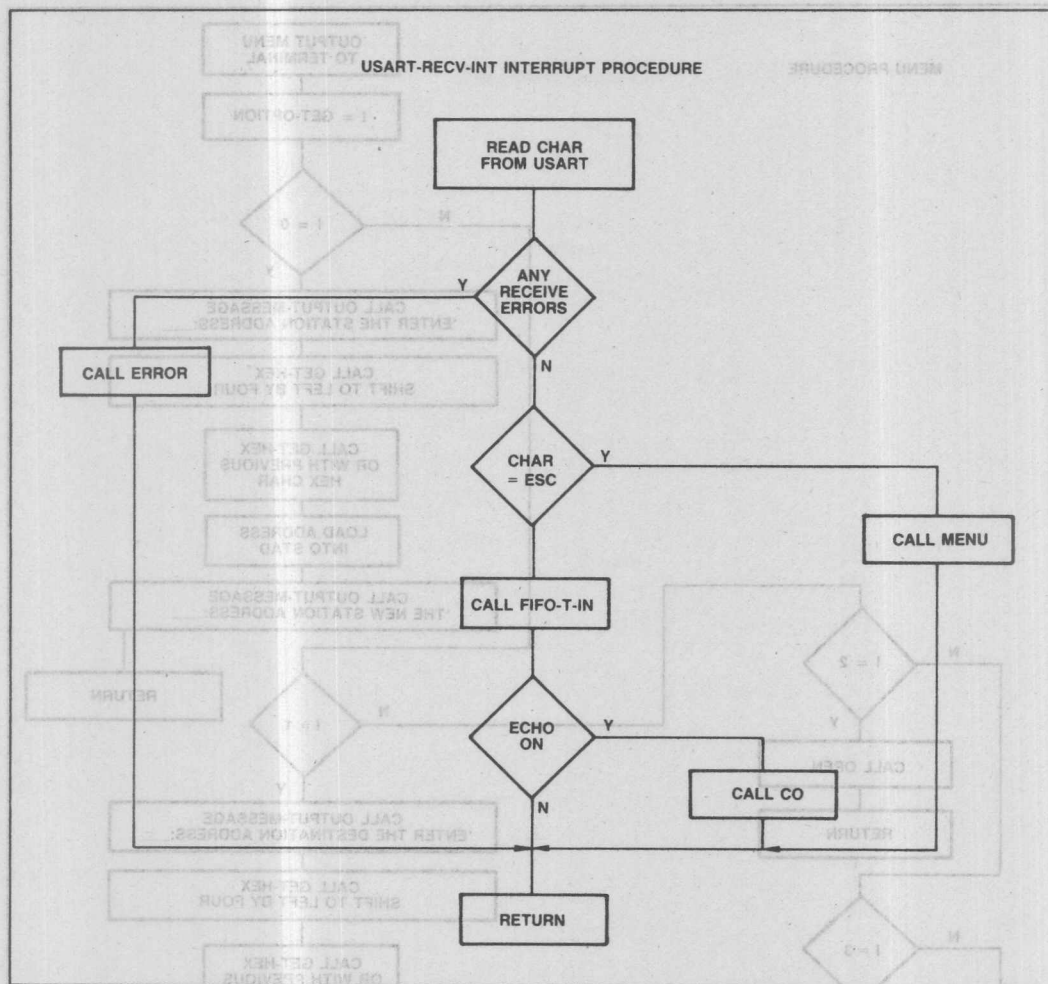 USART-RECV-INT INTERRUPT PROCEDURE
READ CHAR
FROM USART
ANY
RECEIVE
ERRORS
Y
N
CALL ERROR
CHAR
= ESC
Y
CALL MENU
CALL FIFO-T-IN
ECHO
ON
Y
N
CALL CO
RETURN